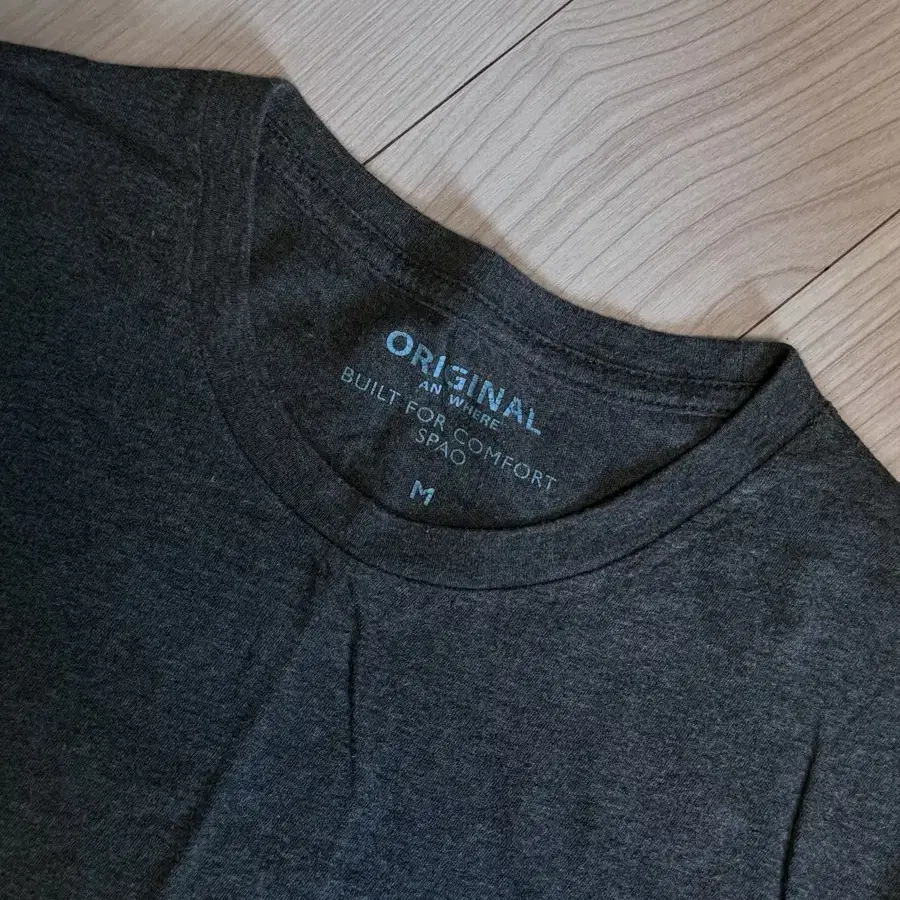 ORIGINAL
AN WHERE
BUILT FOR COMFORT
SPAO
M